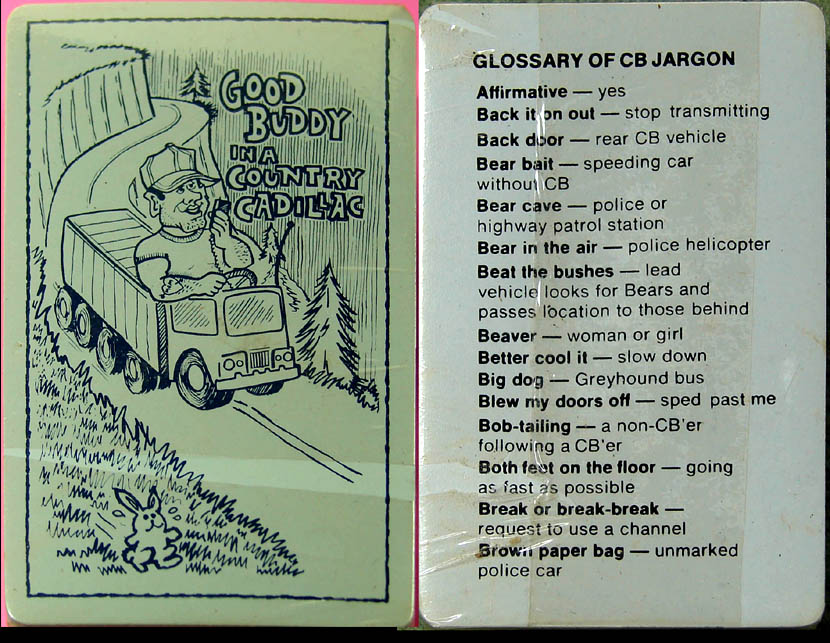 GOOD
BUDDY
IN A
COUNTRY
CADILLAC
GLOSSARY OF CB JARGON
Affirmative — yes
Back it on out — stop transmitting
Back door — rear CB vehicle
Bear bait — speeding car
without CB
Bear cave — police or
highway patrol station
Bear in the air — police helicopter
Beat the bushes — lead
vehicle looks for Bears and
passes location to those behind
Beaver — woman or girl
Better cool it — slow down
Big dog — Greyhound bus
Blew my doors off — sped past me
Bob-tailing — a non-CB'er
following a CB'er
Both feet on the floor — going
as fast as possible
Break or break-break —
request to use a channel
Brown paper bag — unmarked
police car